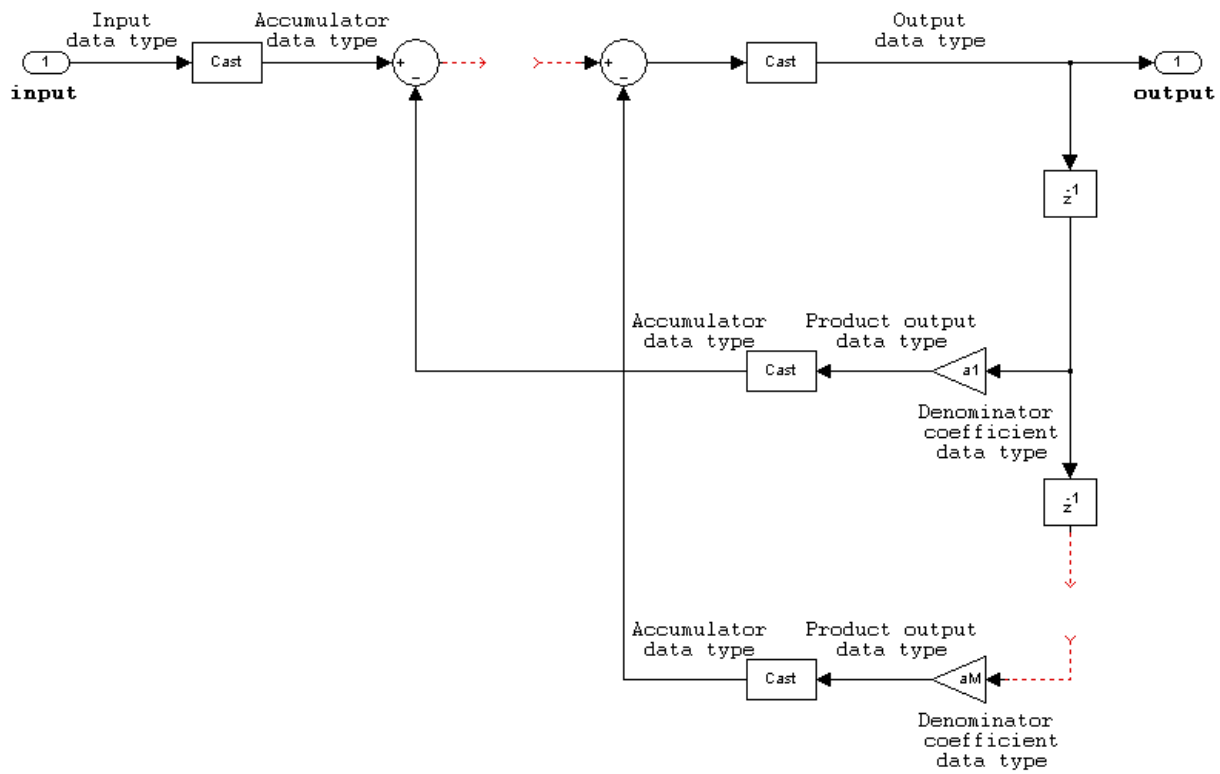 Input
data type
Accumulator
data type
Output
data type
1
Cast
+
−
+
−
Cast
1
input
output
z-1
Accumulator
data type
Product output
data type
Cast
a1
Denominator
coefficient
data type
z-1
Accumulator
data type
Product output
data type
Cast
aM
Denominator
coefficient
data type